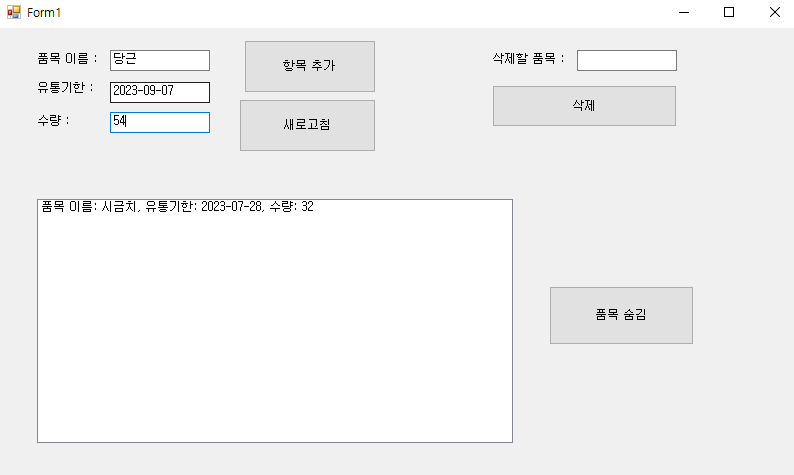 Form1
품목 이름 : 당근
유통기한 : 2023-09-07
수량 : 54
항목 추가
새로고침
삭제할 품목 :
삭제
품목 이름: 시금치, 유통기한: 2023-07-28, 수량: 32
품목 숨김